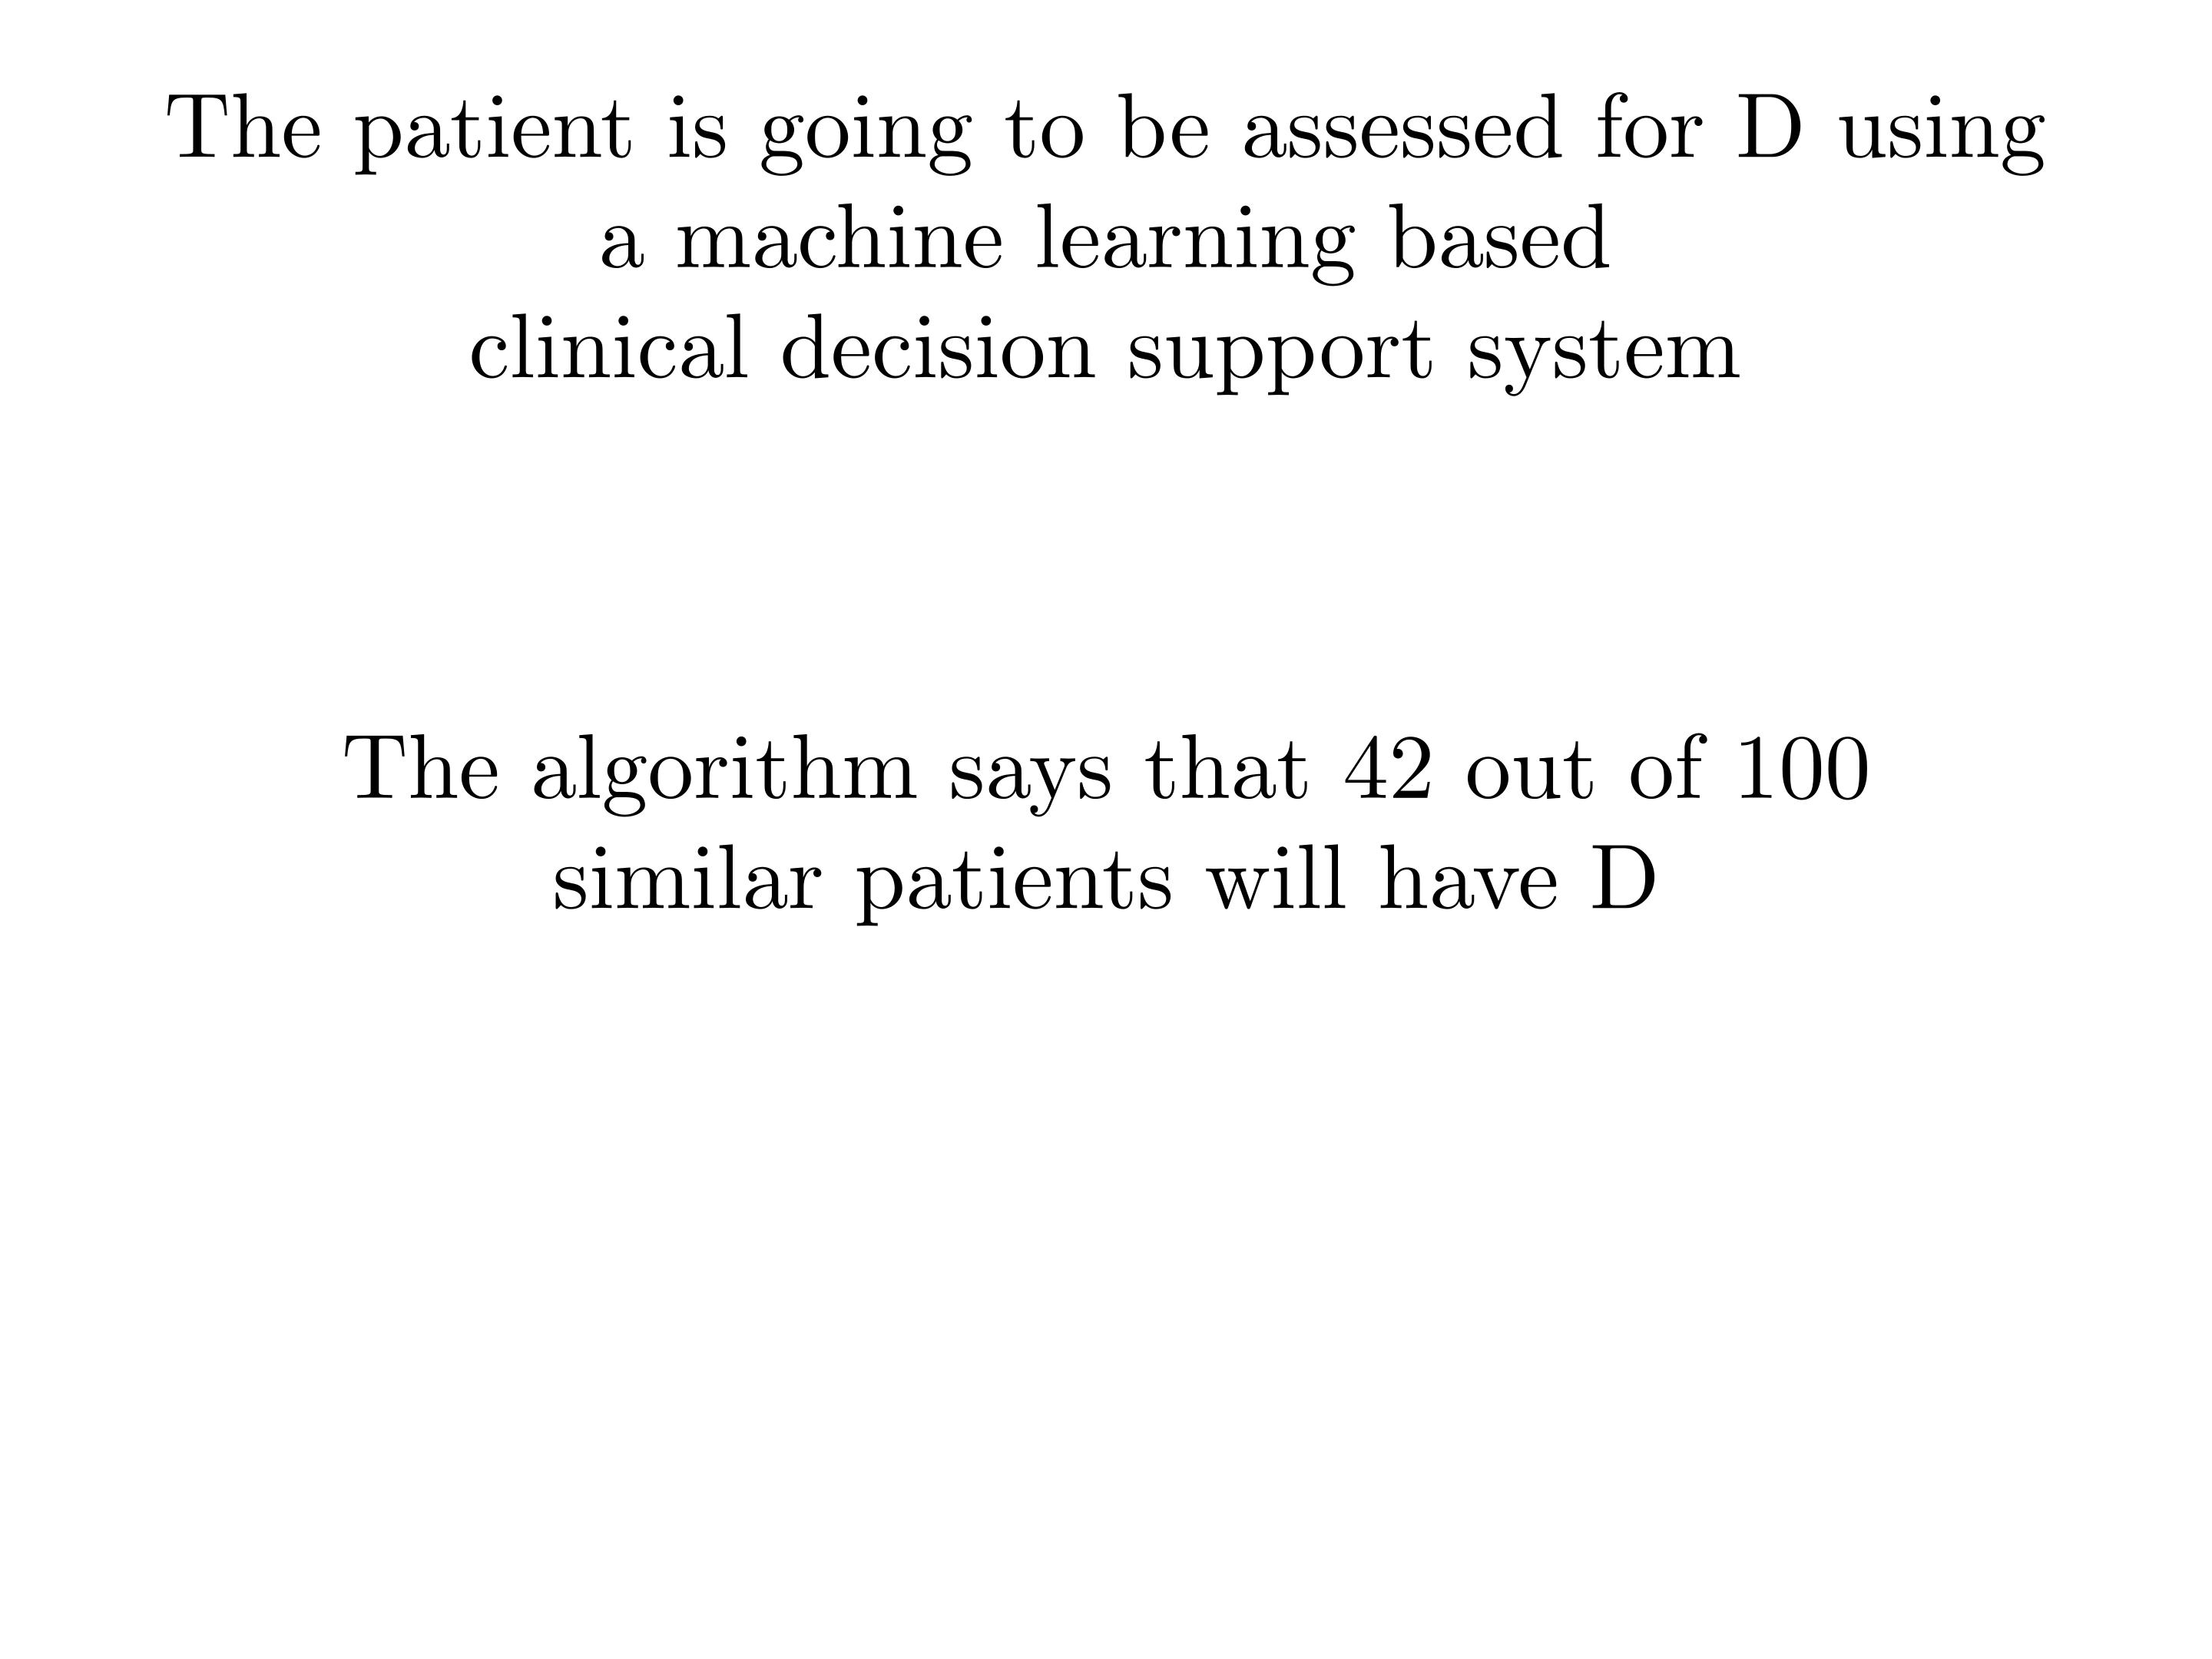 The patient is going to be assessed for D using
a machine learning based
clinical decision support system
The algorithm says that 42 out of 100
similar patients will have D